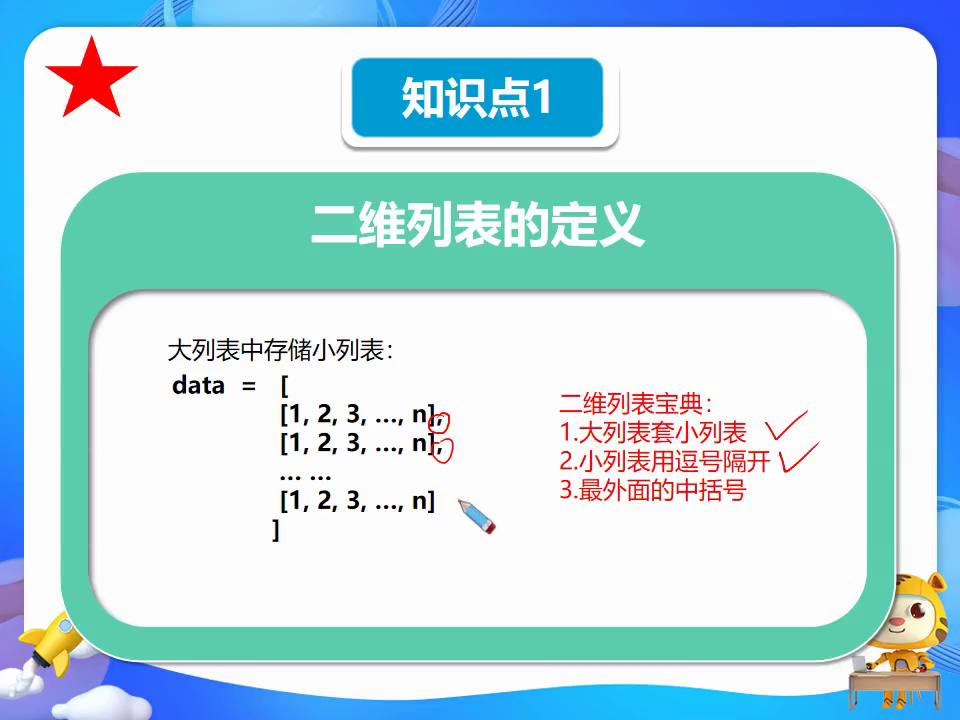 知识点1
二维列表的定义
大列表中存储小列表：
data = [
[1, 2, 3, ..., n],
[1, 2, 3, ..., n],
... ...
[1, 2, 3, ..., n]
]
二维列表宝典：
1.大列表套小列表
2.小列表用逗号隔开
3.最外面的中括号